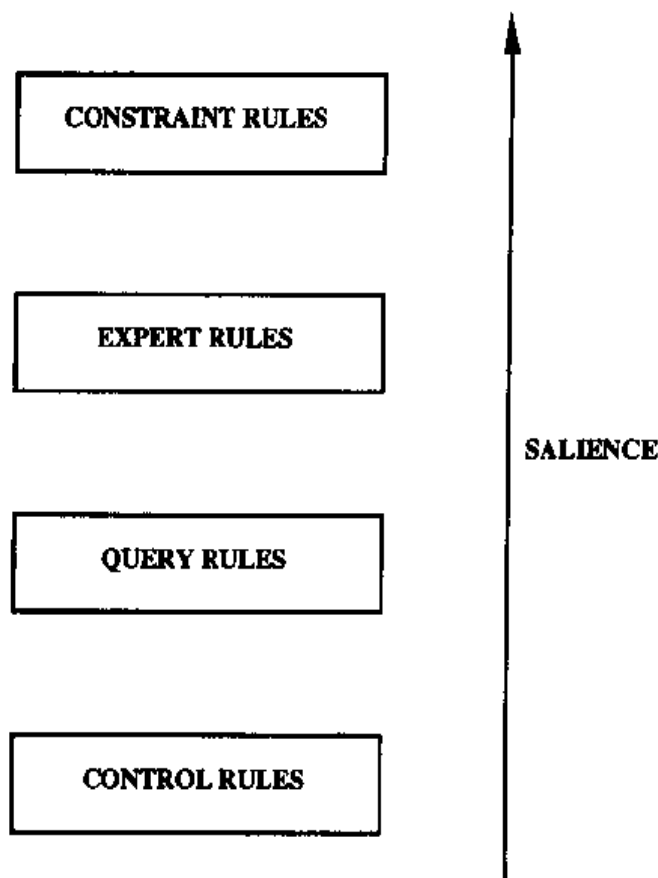 CONSTRAINT RULES
EXPERT RULES
SALIENCE
QUERY RULES
CONTROL RULES